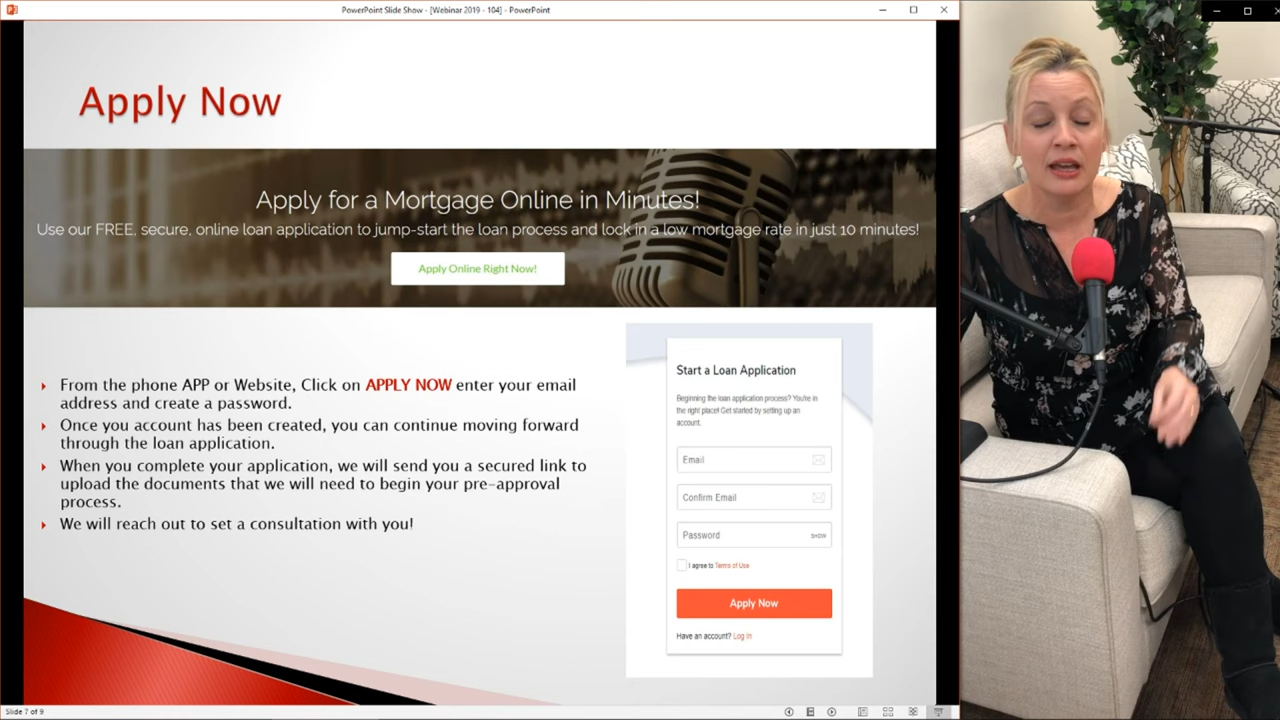 PowerPoint Slide Show - [Webinar 2019 - 104] - PowerPoint
Apply Now
Apply for a Mortgage Online in Minutes!
Use our FREE, secure, online loan application to jump-start the loan process and lock in a low mortgage rate in just 10 minutes!
Apply Online Right Now!
From the phone APP or Website, Click on APPLY NOW enter your email
address and create a password.
Once you account has been created, you can continue moving forward
through the loan application.
When you complete your application, we will send you a secured link to
upload the documents that we will need to begin your pre-approval
process.
We will reach out to set a consultation with you!
Start a Loan Application
Beginning the loan application process? You're in
the right place! Get started by setting up an
account.
Email
Confirm Email
Password SHOW
I agree to Terms of Use
Apply Now
Have an account? Log in
Slide 7 of 9